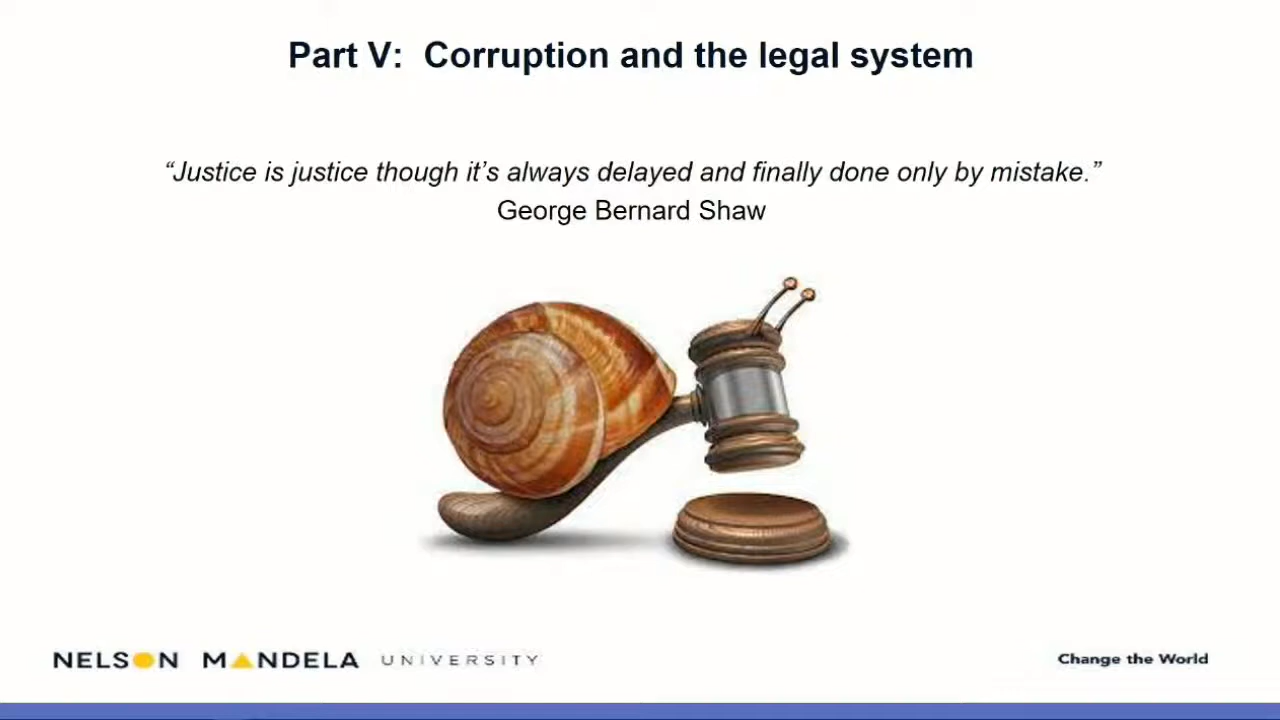 Part V: Corruption and the legal system
“Justice is justice though it’s always delayed and finally done only by mistake.”
George Bernard Shaw
NELSON MANDELA UNIVERSITY
Change the World